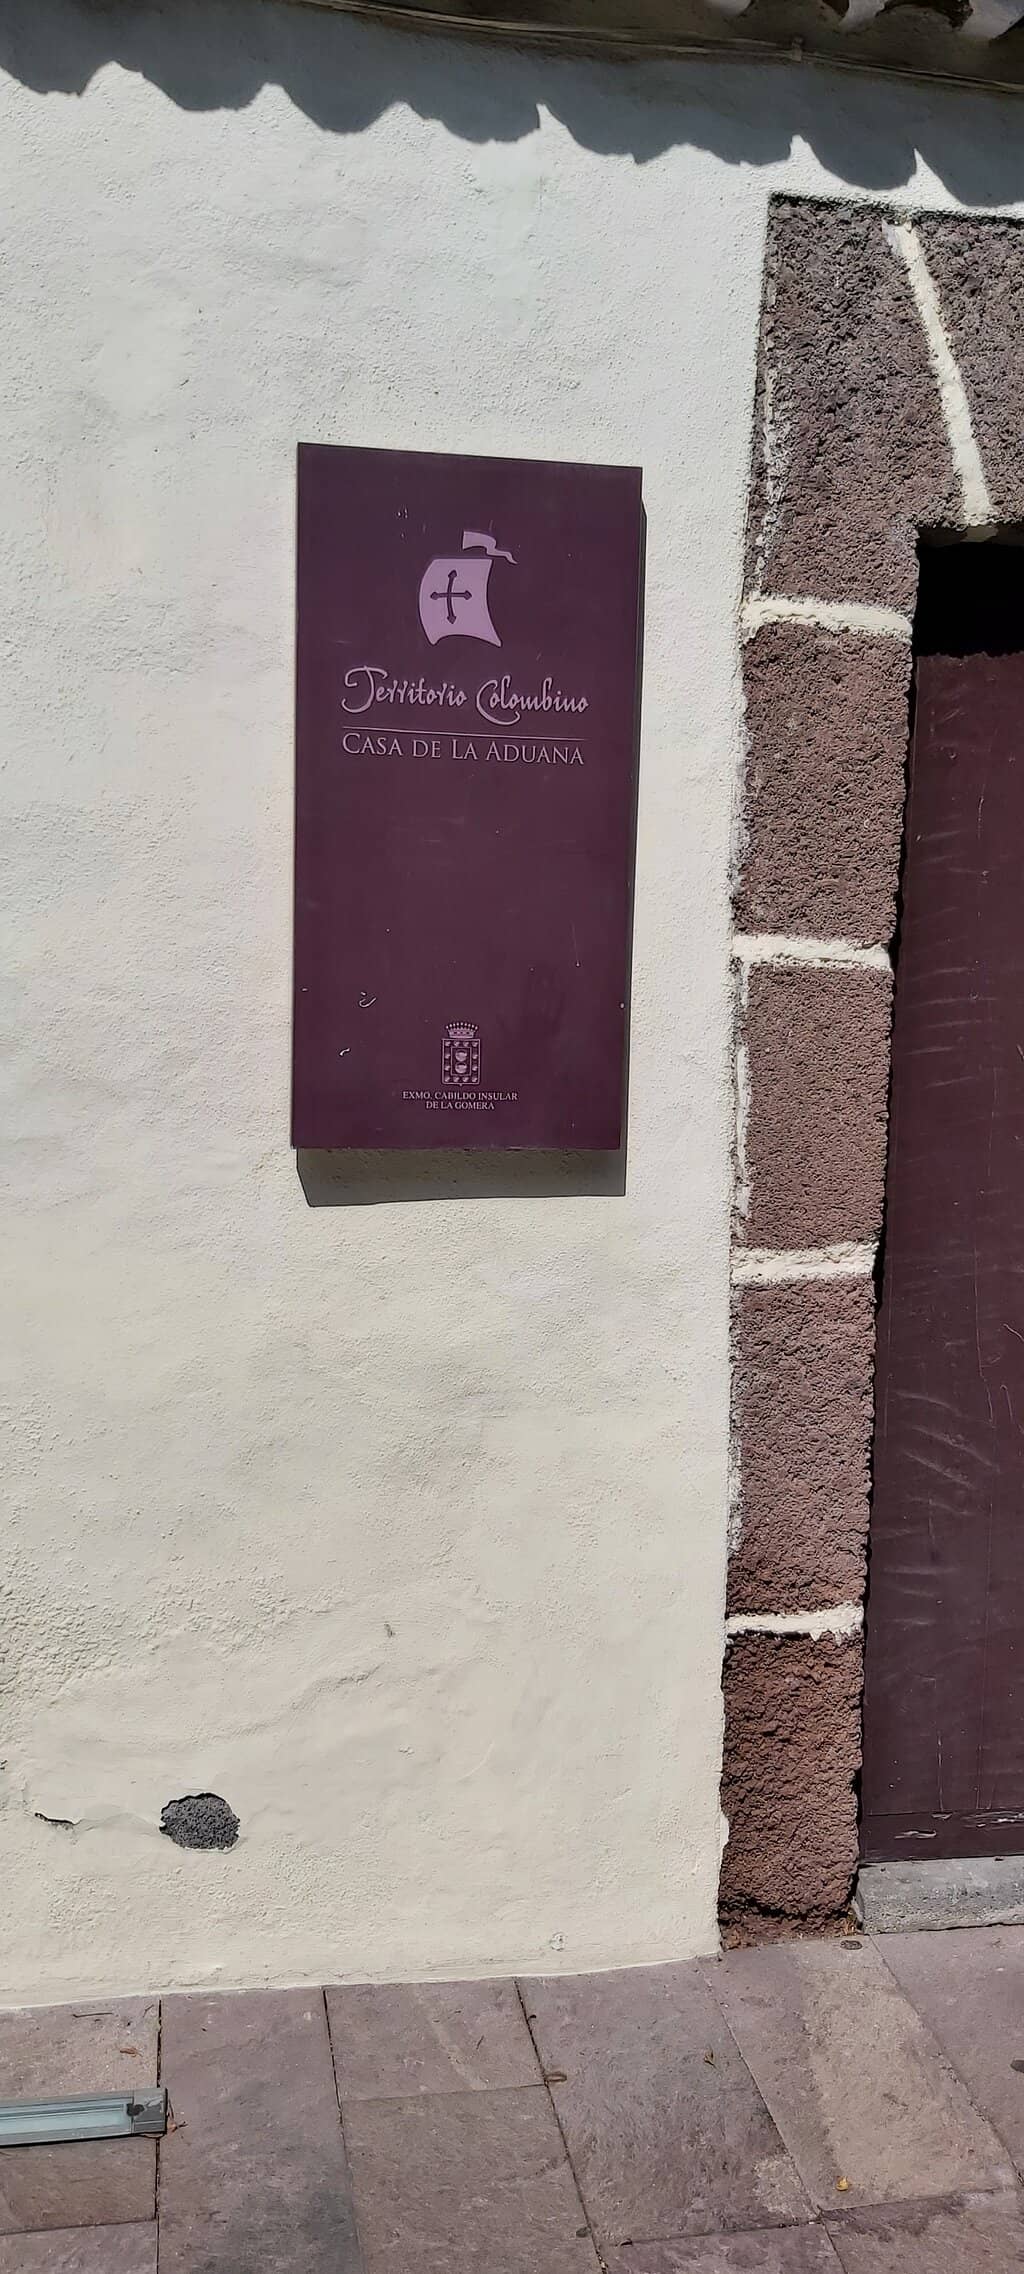 Territorio Colombino
CASA DE LA ADUANA
EXMO. CABILDO INSULAR
DE LA GOMERA